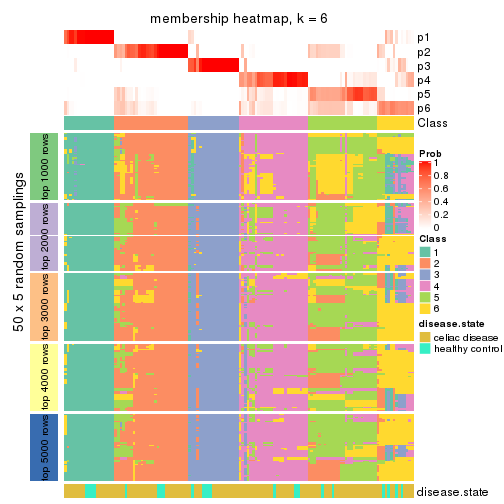 membership heatmap, k = 6
p1
p2
p3
p4
p5
p6
Class
50 x 5 random samplings
top 1000 rows
top 2000 rows
top 3000 rows
top 4000 rows
top 5000 rows
Prob
1
0.8
0.6
0.4
0.2
0
Class
1
2
3
4
5
6
disease.state
celiac disease
healthy control
disease.state